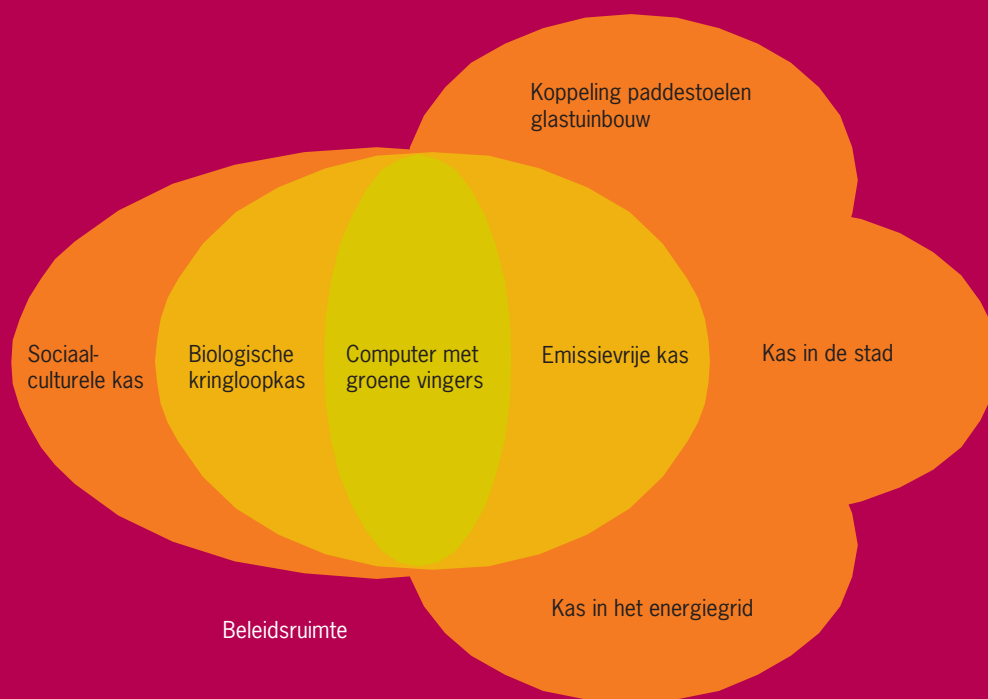 Koppeling paddestoelen
glastuinbouw
Sociaal-
culturele kas
Biologische
kringloopkas
Computer met
groene vingers
Emissievrije kas
Kas in de stad
Kas in het energiegrid
Beleidsruimte